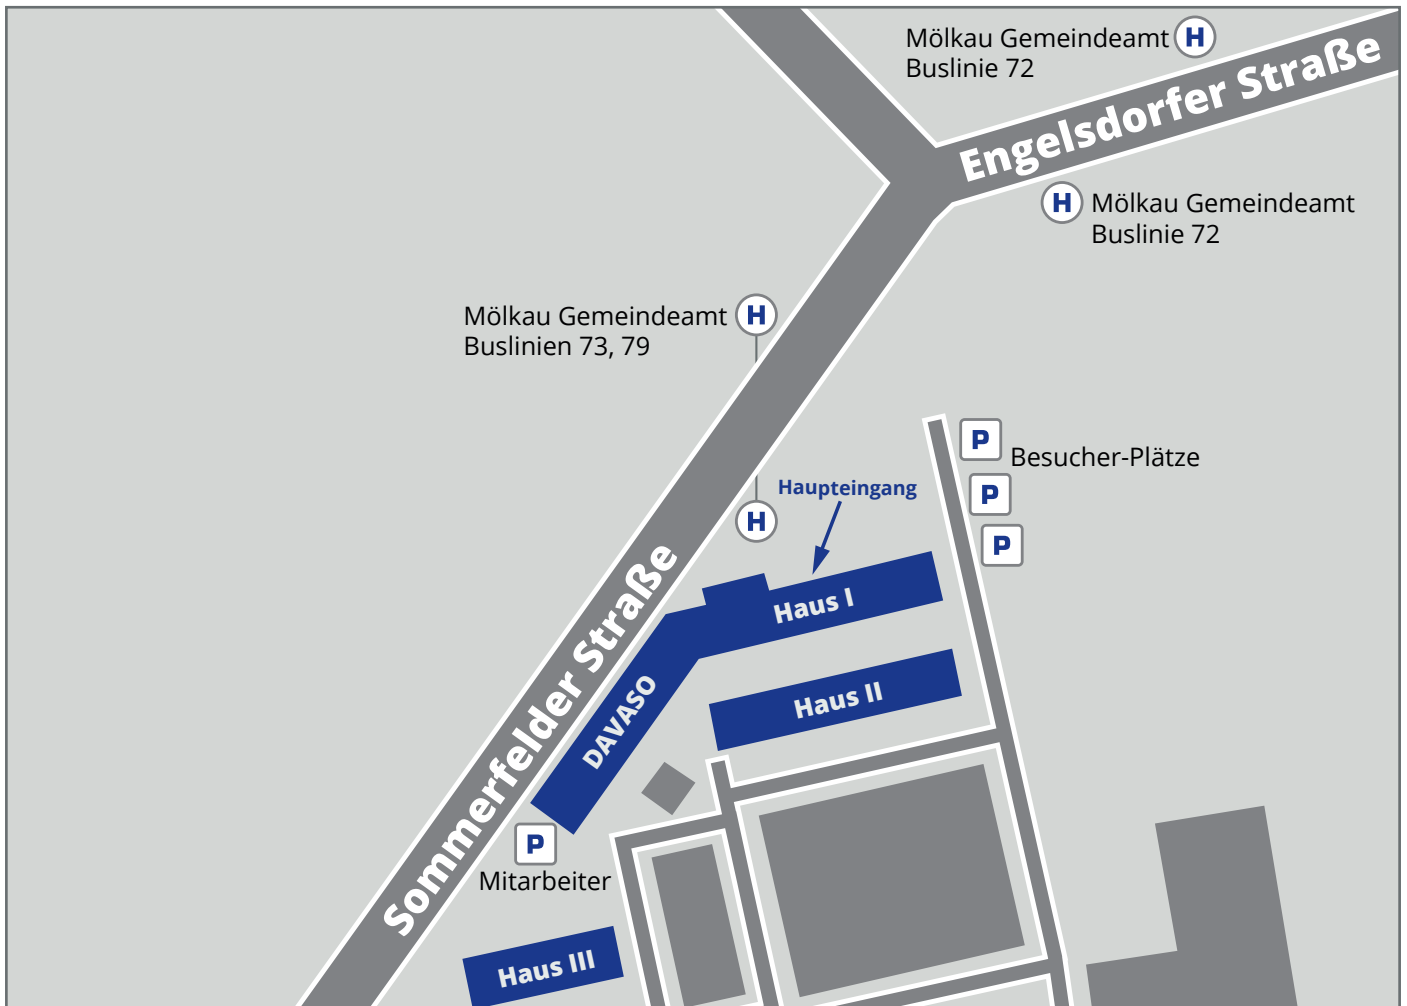 Mölkau Gemeindeamt H
Buslinie 72
Engelsdorfer Straße
H Mölkau Gemeindeamt
Buslinie 72
Mölkau Gemeindeamt H
Buslinien 73, 79
P
Besucher-Plätze
P
P
Haupteingang
H
Haus I
Sommerfelder Straße
DAVASO
Haus II
P
Mitarbeiter
Haus III